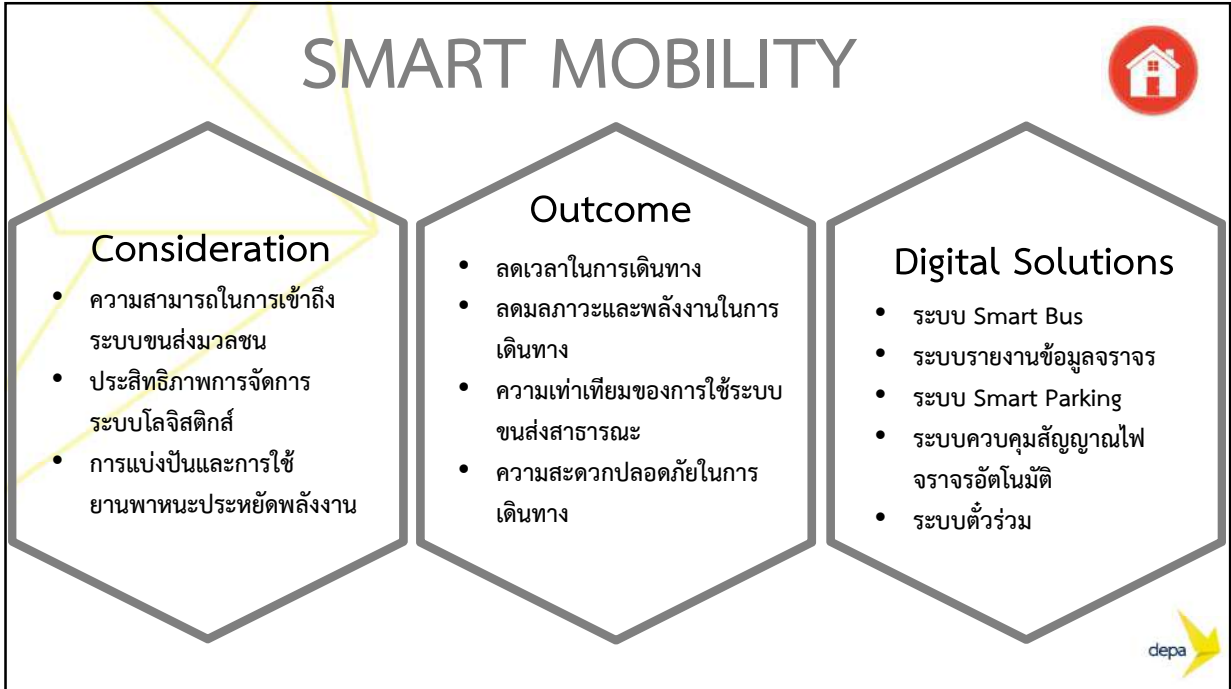 SMART MOBILITY
Consideration
• ความสามารถในการเข้าถึง
ระบบขนส่งมวลชน
• ประสิทธิภาพการจัดการ
ระบบโลจิสติกส์
• การแบ่งปันและการใช้
ยานพาหนะประหยัดพลังงาน
Outcome
• ลดเวลาในการเดินทาง
• ลดมลภาวะและพลังงานในการ
เดินทาง
• ความเท่าเทียมของการใช้ระบบ
ขนส่งสาธารณะ
• ความสะดวกปลอดภัยในการ
เดินทาง
Digital Solutions
• ระบบ Smart Bus
• ระบบรายงานข้อมูลจราจร
• ระบบ Smart Parking
• ระบบควบคุมสัญญาณไฟ
จราจรอัตโนมัติ
• ระบบตั๋วร่วม
depa